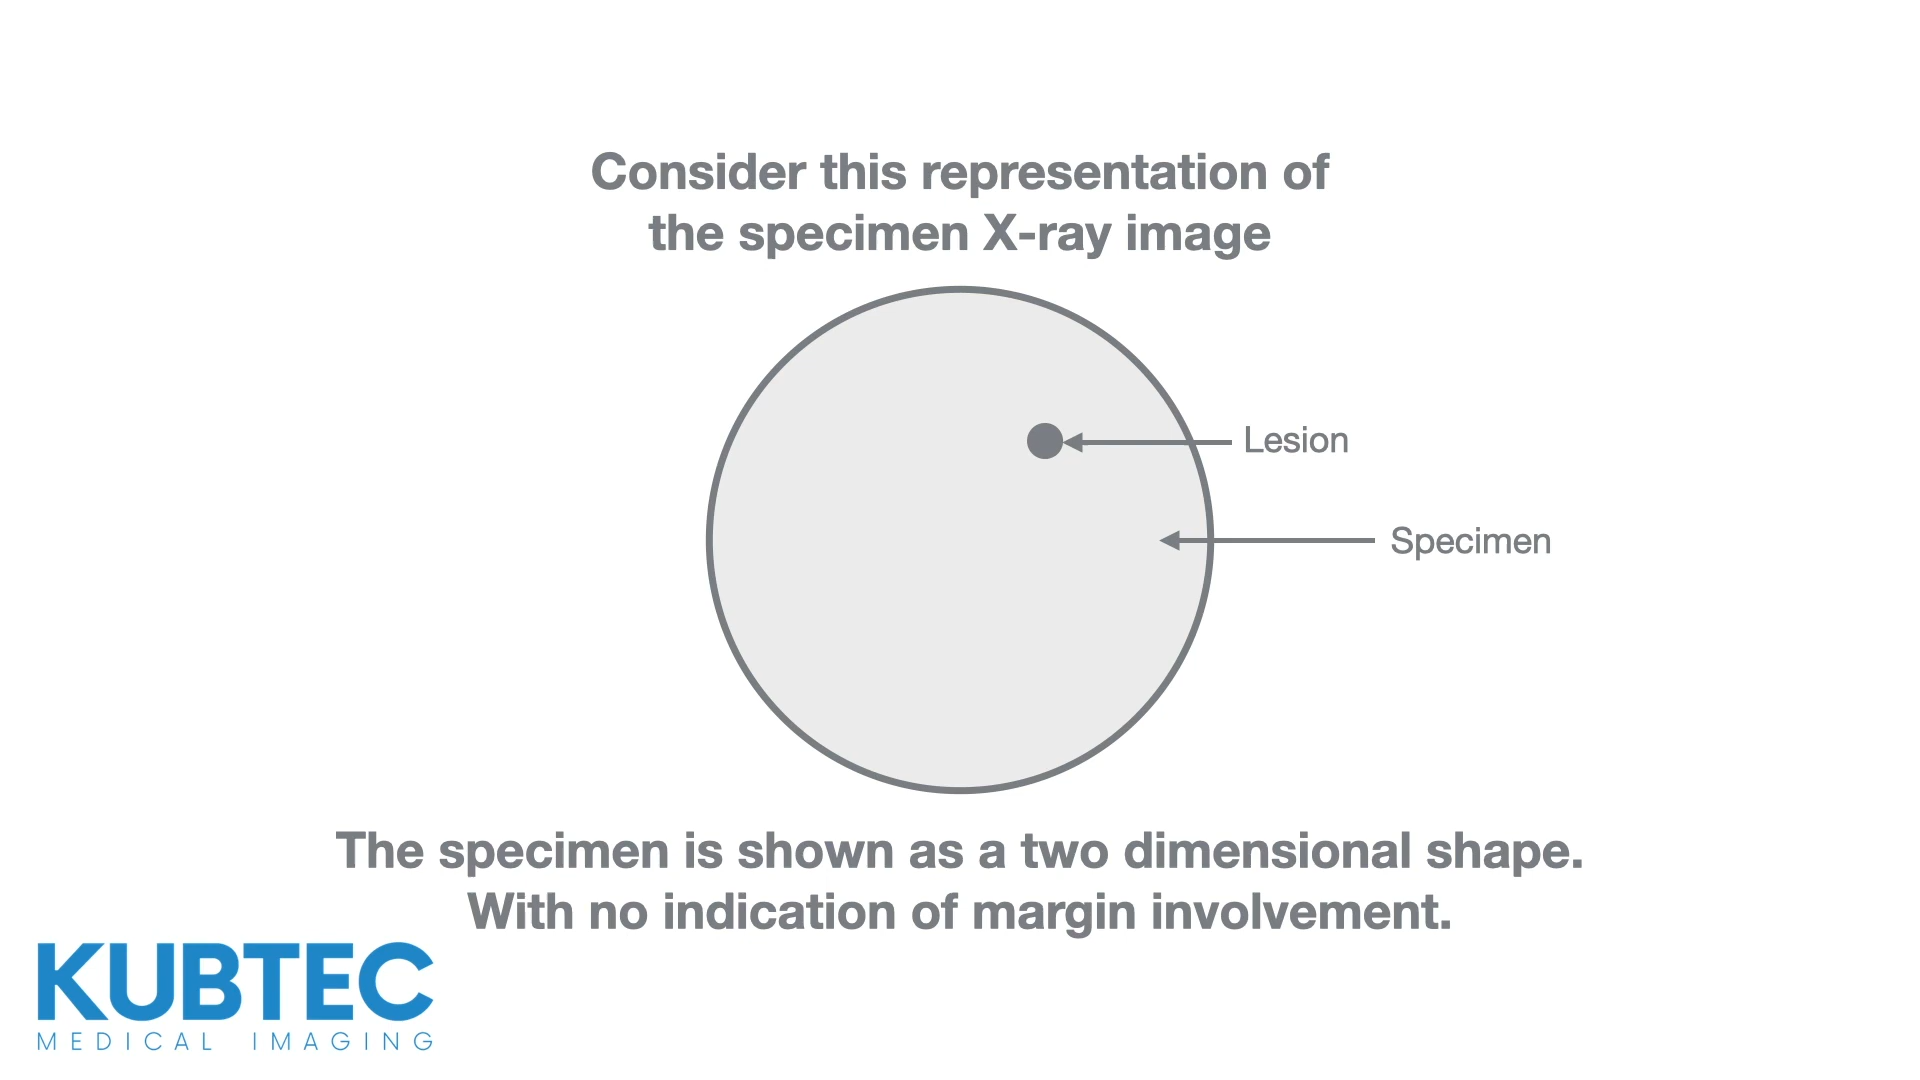 Consider this representation of
the specimen X-ray image
Lesion
Specimen
The specimen is shown as a two dimensional shape.
With no indication of margin involvement.
KUBTEC
MEDICAL IMAGING